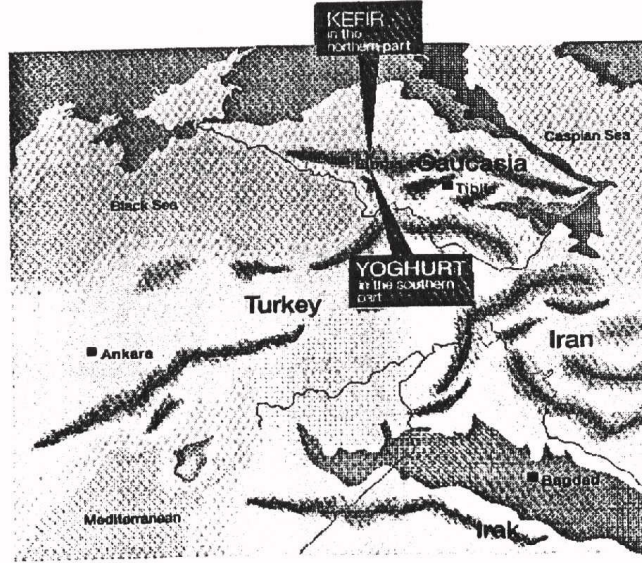 KEFIR
in the
northern part
Caspian Sea
Caucasia
Black Sea
YOGHURT
in the southern
part
Turkey
Ankara
Iran
Bagdad
Mediterranean
Irak